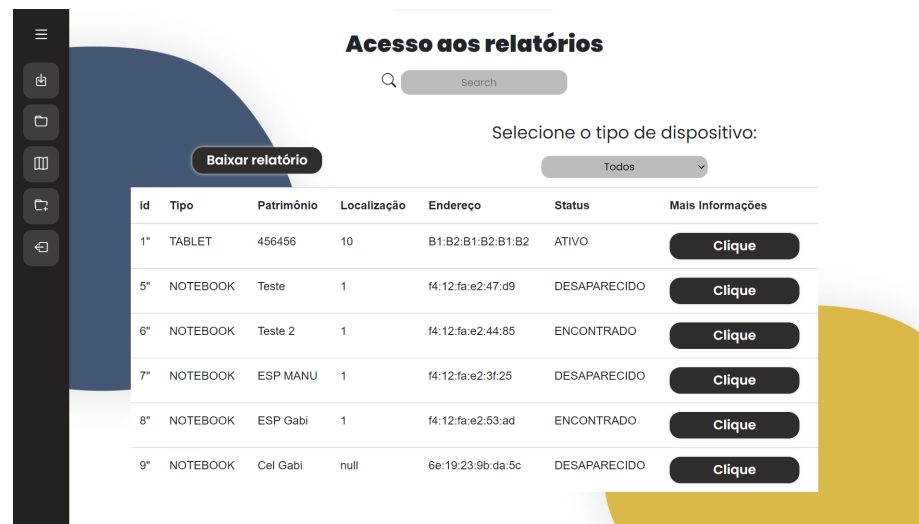 Acesso aos relatórios
Search
Selecione o tipo de dispositivo:
Baixar relatório
Todos
id Tipo Patrimônio Localização Endereço Status Mais Informações
1" TABLET 456456 10 B1:B2:B1:B2:B1:B2 ATIVO Clique
5" NOTEBOOK Teste 1 f4:12:fa:e2:47:d9 DESAPARECIDO Clique
6" NOTEBOOK Teste 2 1 f4:12:fa:e2:44:85 ENCONTRADO Clique
7" NOTEBOOK ESP MANU 1 f4:12:fa:e2:3f:25 DESAPARECIDO Clique
8" NOTEBOOK ESP Gabi 1 f4:12:fa:e2:53:ad ENCONTRADO Clique
9" NOTEBOOK Cel Gabi null 6e:19:23:9b:da:5c DESAPARECIDO Clique